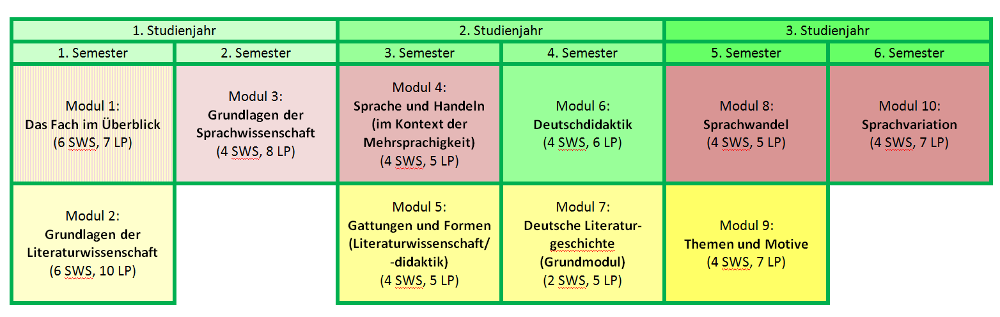 1. Studienjahr
2. Studienjahr
3. Studienjahr
1. Semester
2. Semester
3. Semester
4. Semester
5. Semester
6. Semester
Modul 1:
Das Fach im Überblick
(6 SWS, 7 LP)
Modul 3:
Grundlagen der
Sprachwissenschaft
(4 SWS, 8 LP)
Modul 4:
Sprache und Handeln
(im Kontext der
Mehrsprachigkeit)
(4 SWS, 5 LP)
Modul 6:
Deutschdidaktik
(4 SWS, 6 LP)
Modul 8:
Sprachwandel
(4 SWS, 5 LP)
Modul 10:
Sprachvariation
(4 SWS, 7 LP)
Modul 2:
Grundlagen der
Literaturwissenschaft
(6 SWS, 10 LP)
Modul 5:
Gattungen und Formen
(Literaturwissenschaft/
-didaktik)
(4 SWS, 5 LP)
Modul 7:
Deutsche Literatur-
geschichte
(Grundmodul)
(2 SWS, 5 LP)
Modul 9:
Themen und Motive
(4 SWS, 7 LP)